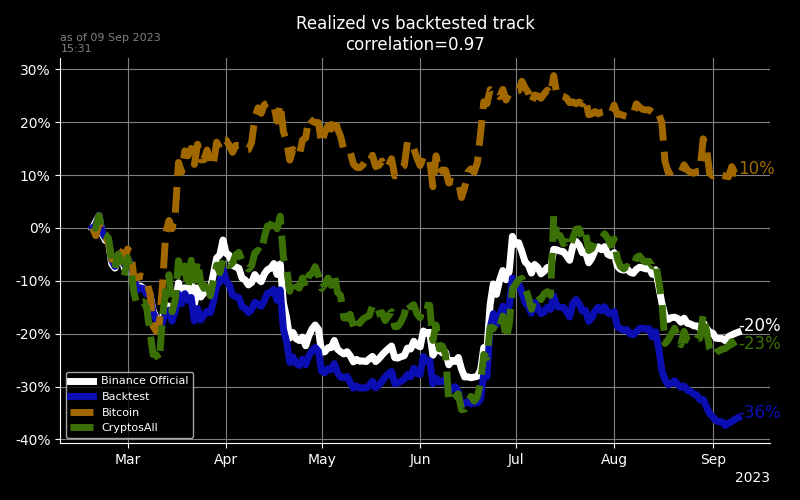 Realized vs backtested track
correlation=0.97
as of 09 Sep 2023
15:31
30%
20%
10%
0%
-10%
-20%
-30%
-40%
10%
-20%
-23%
-36%
Binance Official
Backtest
Bitcoin
CryptosAll
Mar
Apr
May
Jun
Jul
Aug
Sep
2023